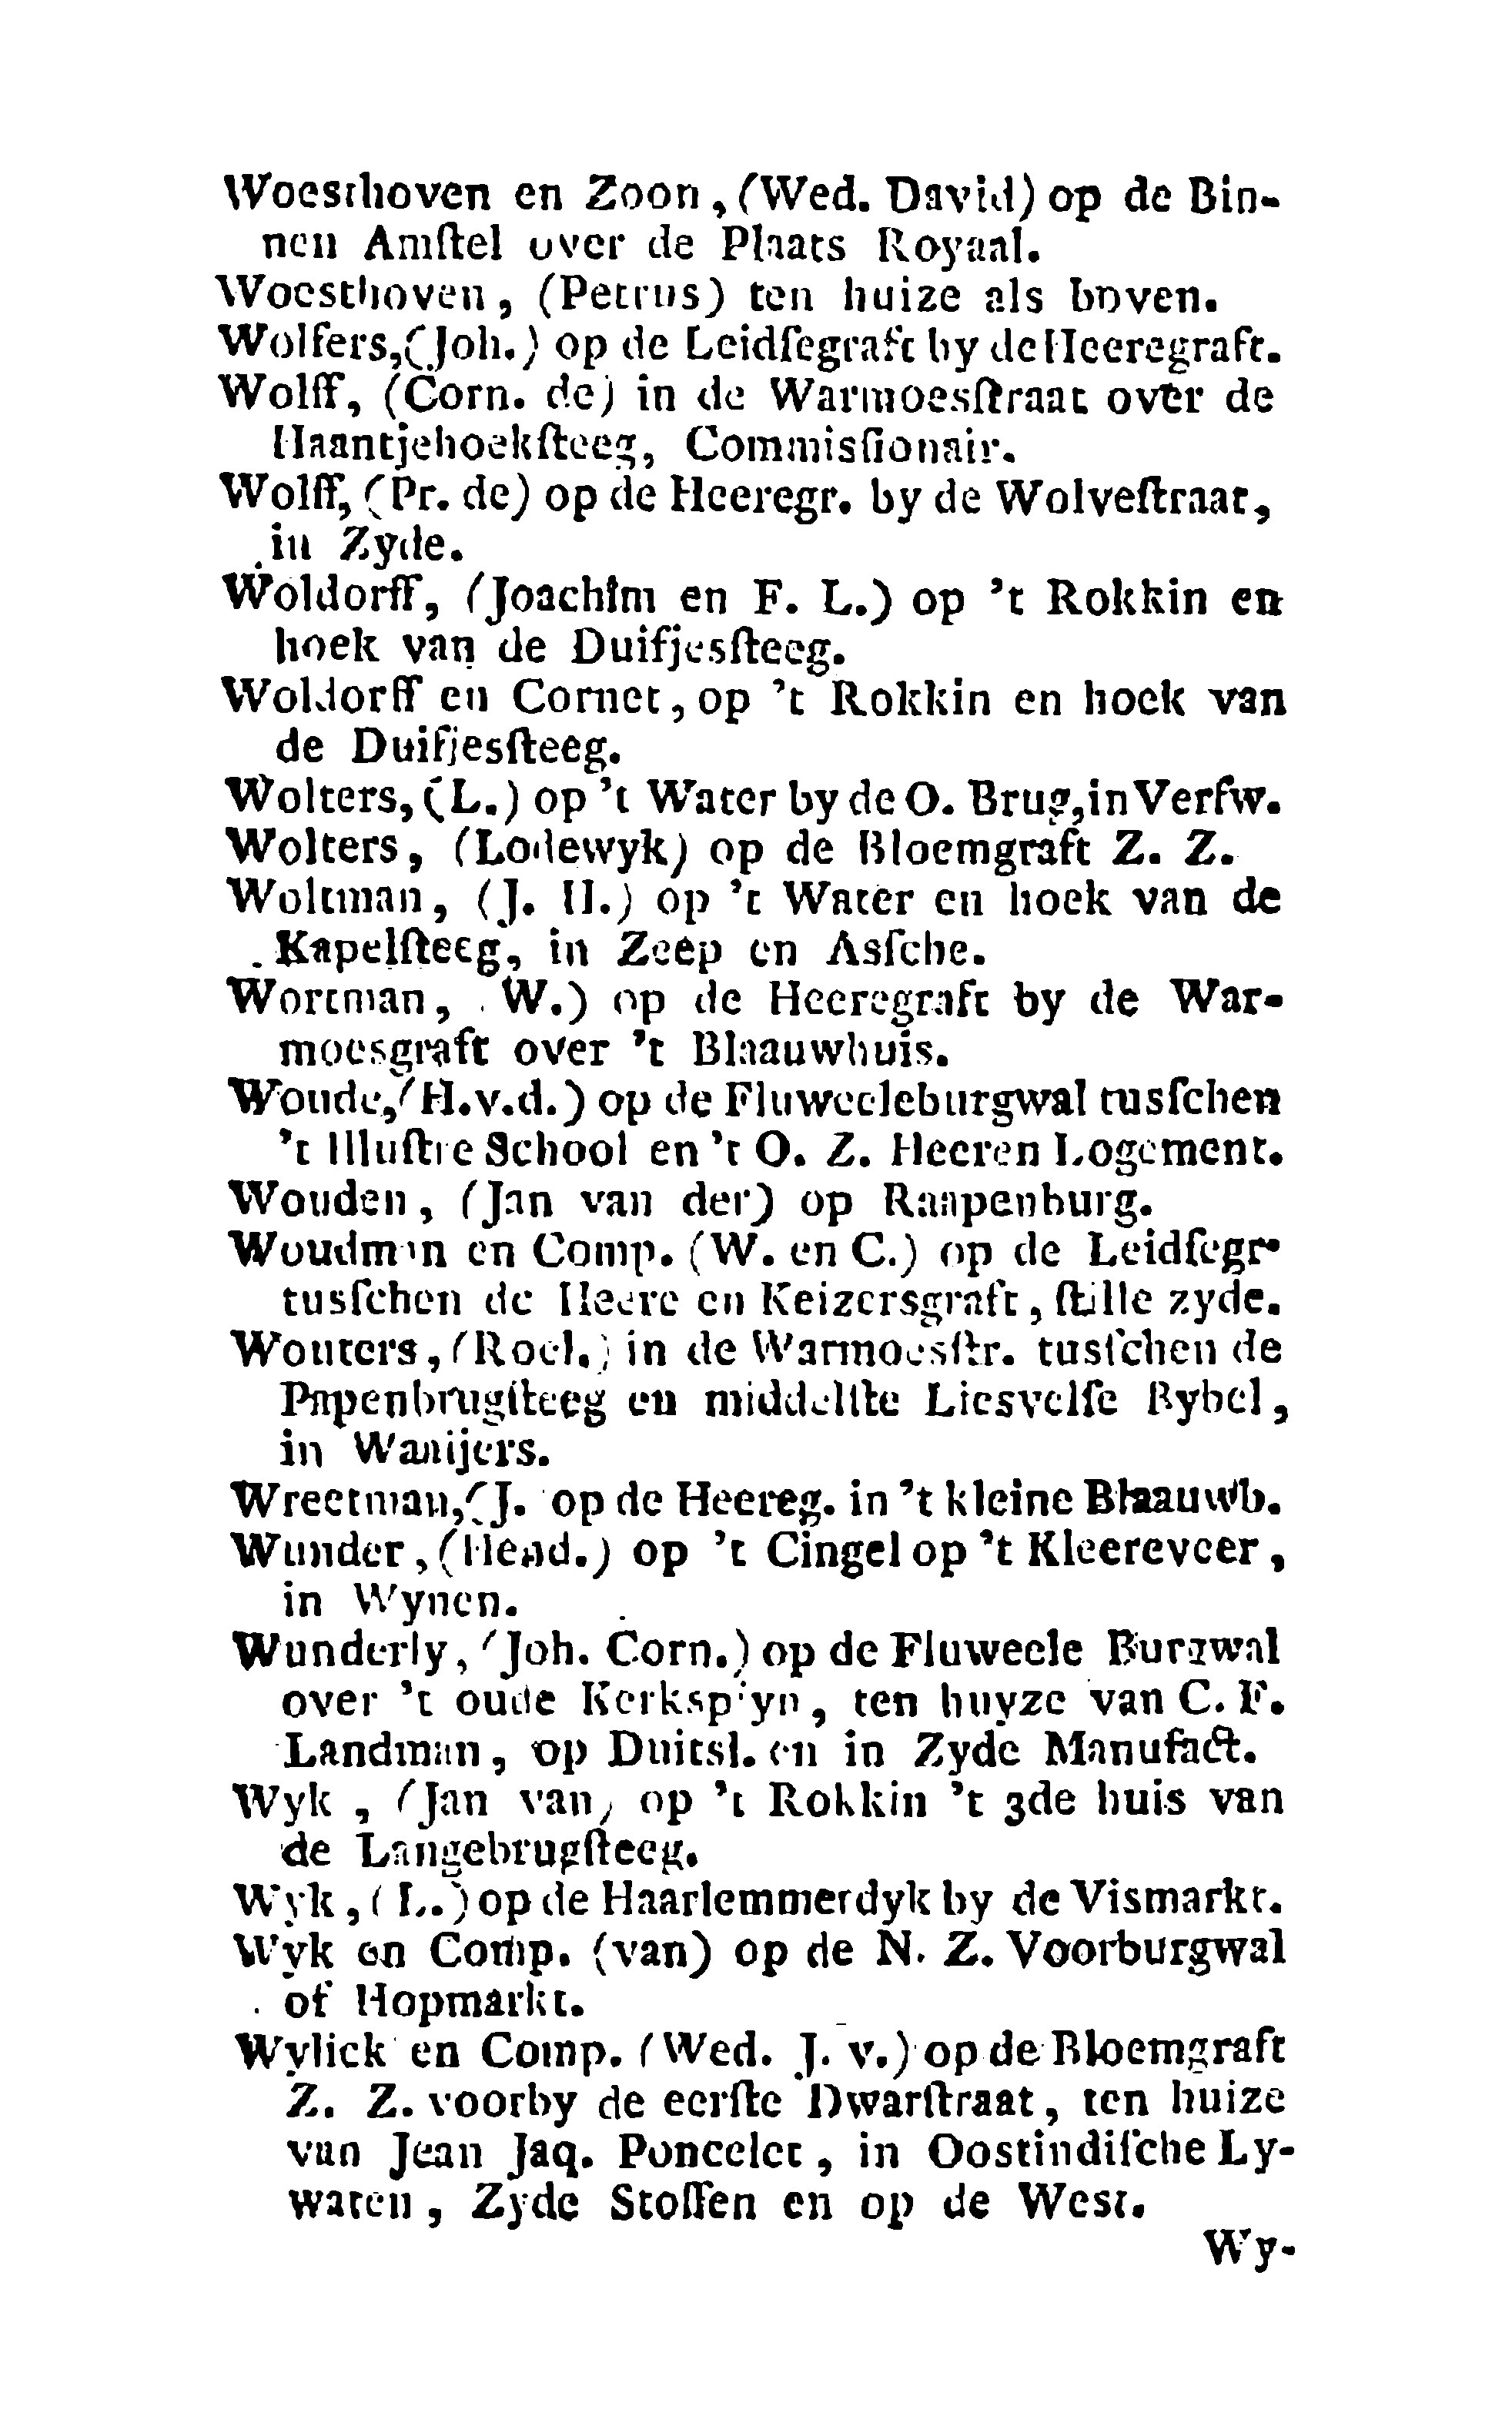 Woesthoven en Zoon, (Wed. David) op de Bin-
nen Amſtel over de Plaats Royaal.
Woesthoven, (Petrus) ten huize als boven.
Wolfers, (Joh.) op de Leidſegraft by de Heeregraft.
Wolff, (Corn. de) in de Warmoesſtraat over de
Haantjehoekſteeg, Commisſionair.
Wolff, (Pr. de) op de Heeregr. by de Wolveſtraat,
in Zyde.
Woldorff, (Joachim en F. L.) op 't Rokkin en
hoek van de Duifjesſteeg.
Woldorff en Cornet, op 't Rokkin en hoek van
de Duifjesſteeg.
Wolters, (L.) op 't Water by de O. Brug, in Verfw.
Wolters, (Lodewyk) op de Bloemgraft Z. Z.
Woltman, (J. H.) op 't Water en hoek van de
Kapelſteeg, in Zeep en Asſche.
Wortman, W.) op de Heeregraft by de War-
moesgraft over 't Blaauwhuis.
Woude, (H.v.d.) op de Fluweeleburgwal tusſchen
't Illuſtre School en 't O. Z. Heeren Logement.
Wouden, (Jan van der) op Raapenburg.
Woudman en Comp. (W. en C.) op de Leidſegr.
tusſchen de Heere en Keizersgraft, ſtille zyde.
Wouters, (Roel.) in de Warmoesſtr. tusſchen de
Papenbrugſteeg en middelſte Liesvelſe Bybel,
in Wanijers.
Wreetman, (J. op de Heereg. in 't kleine Blaauwb.
Wunder, (Hend.) op 't Cingel op 't Kleereveer,
in Wynen.
Wunderly, (Joh. Corn.) op de Fluweele Burgwal
over 't oude Kerksplyn, ten huyze van C. F.
Landman, op Duitsl. en in Zyde Manufact.
Wyk, (Jan van) op 't Rokkin 't 3de huis van
de Langebrugſteeg.
Wyk, (L.) op de Haarlemmerdyk by de Vismarkt.
Wyk en Comp. (van) op de N. Z. Voorburgwal
of Hopmarkt.
Wylick en Comp. (Wed. J. v.) op de Bloemgraft
Z. Z. voorby de eerſte Dwarſtraat, ten huize
van Jean Jaq. Poncelet, in Oostindiſche Ly-
waten, Zyde Stoffen en op de West.
Wy-